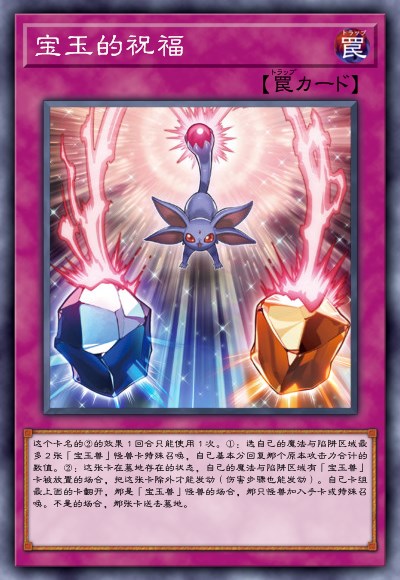 宝玉的祝福
トラップ
罠
トラップ
【罠カード】
这个卡名的②的效果1回合只能使用1次。①：选自己的魔法与陷阱区域最
多2张「宝玉兽」怪兽卡特殊召唤，自己基本分回复那个原本攻击力合计的
数值。②：这张卡在墓地存在的状态，自己的魔法与陷阱区域有「宝玉兽」
卡被放置的场合，把这张卡除外才能发动（伤害步骤也能发动）。自己卡组
最上面的卡翻开，那是「宝玉兽」怪兽的场合，那只怪兽加入手卡或特殊召
唤。不是的场合，那张卡送去墓地。